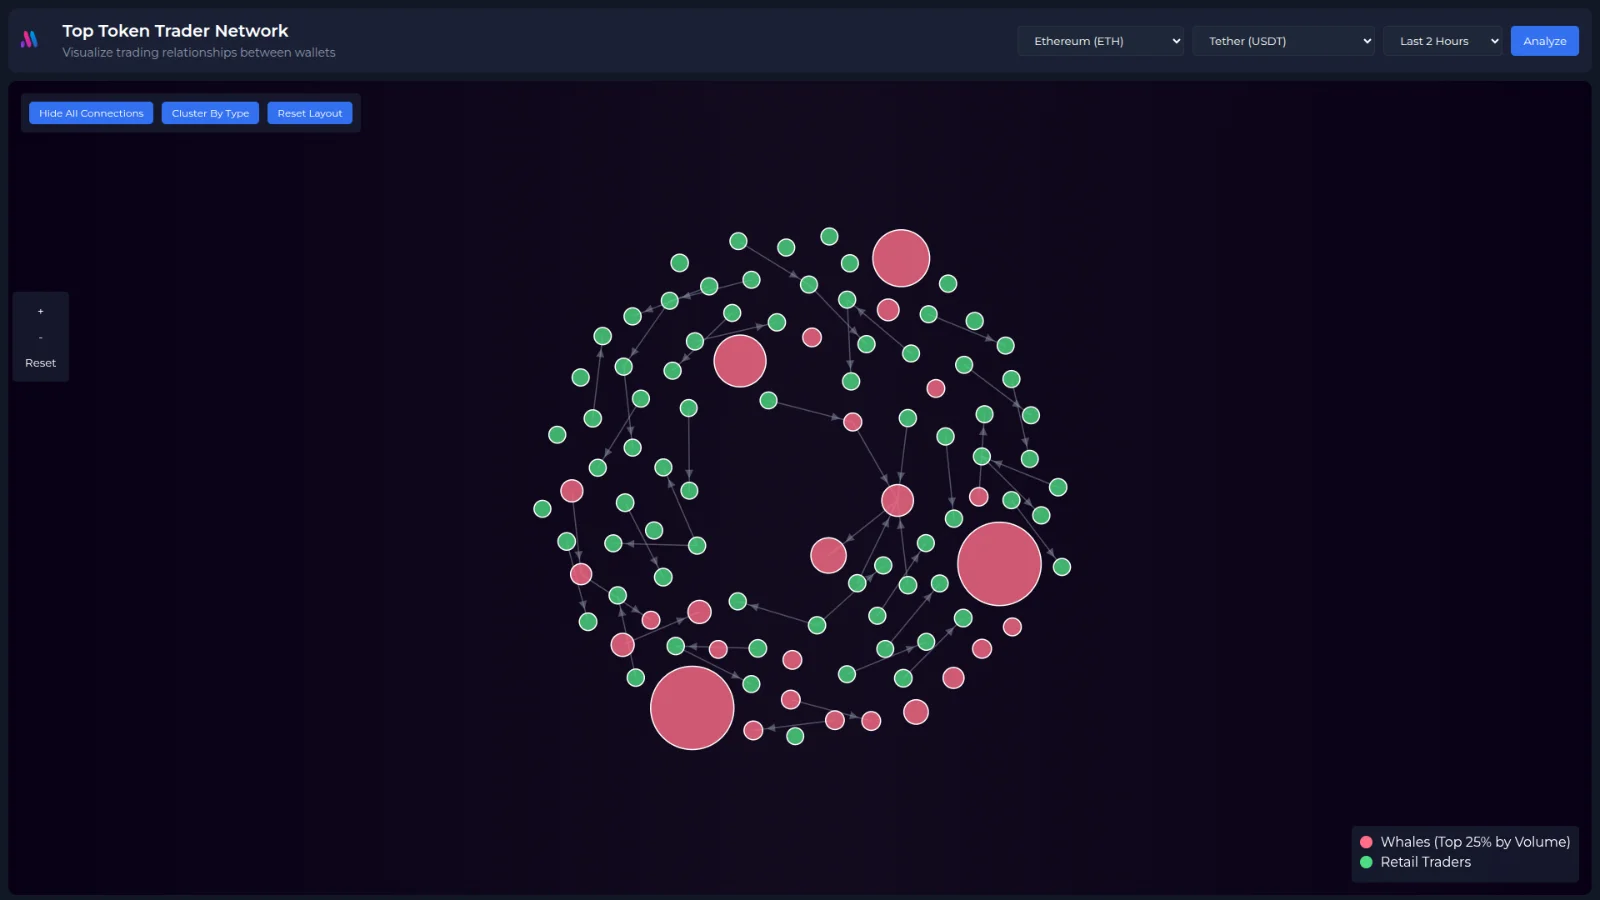 Top Token Trader Network
Visualize trading relationships between wallets
Ethereum (ETH)
Tether (USDT)
Last 2 Hours
Analyze
Hide All Connections
Cluster By Type
Reset Layout
+
-
Reset
Whales (Top 25% by Volume)
Retail Traders